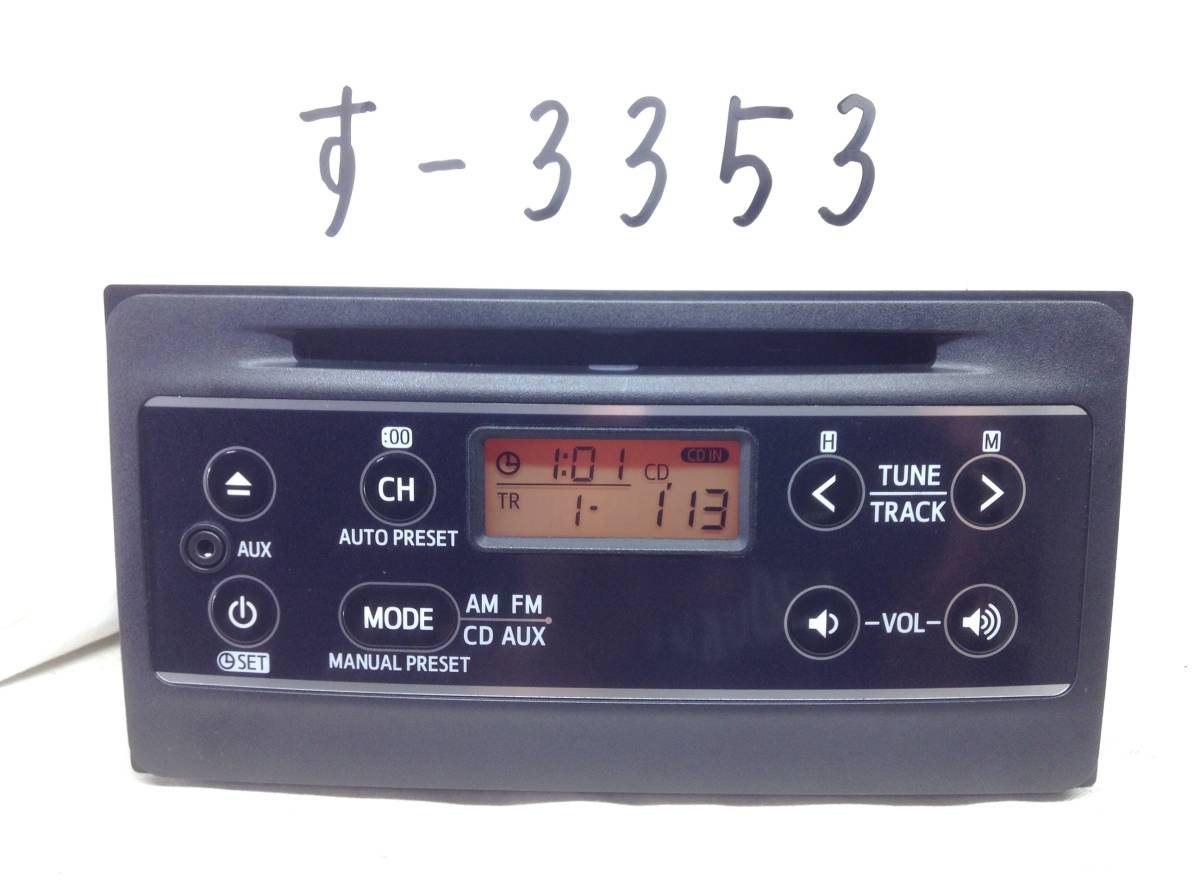 す-3353
:00
CH
AUTO PRESET
AUX
SET
MODE
AM FM
CD AUX
MANUAL PRESET
1:01 CD CD IN
TR 1- 1'13
H
M
< TUNE >
TRACK
-VOL-